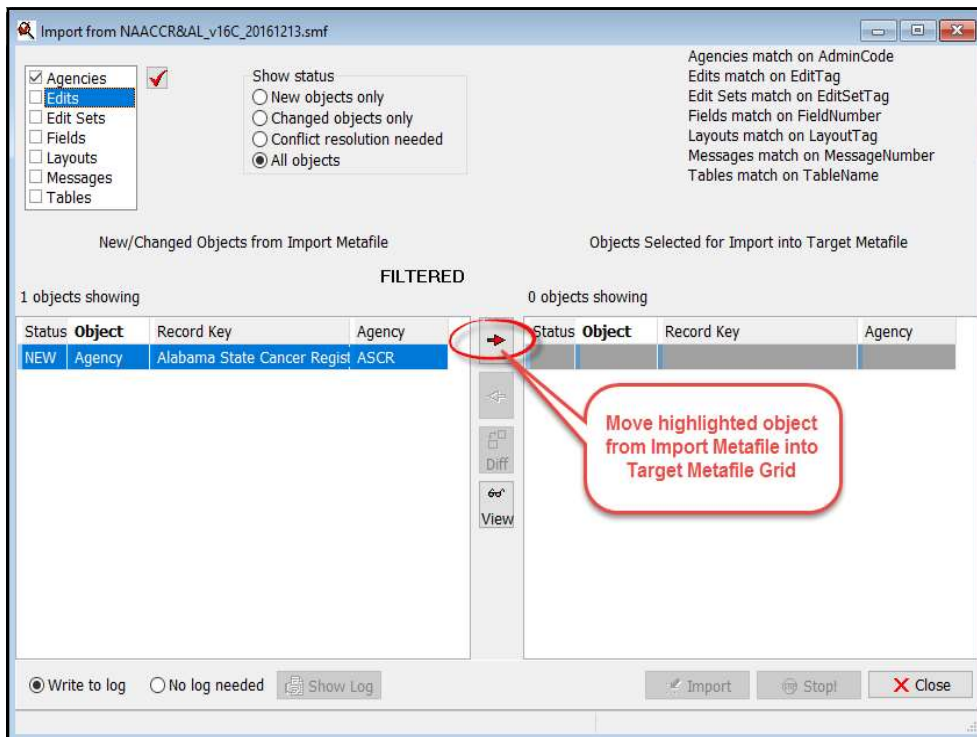 Import from NAACCR&AL_v16C_20161213.smf
Agencies
Edits
Edit Sets
Fields
Layouts
Messages
Tables
Show status
New objects only
Changed objects only
Conflict resolution needed
All objects
Agencies match on AdminCode
Edits match on EditTag
Edit Sets match on EditSetTag
Fields match on FieldNumber
Layouts match on LayoutTag
Messages match on MessageNumber
Tables match on TableName
New/Changed Objects from Import Metafile
Objects Selected for Import into Target Metafile
FILTERED
1 objects showing
0 objects showing
Status Object Record Key Agency
NEW Agency Alabama State Cancer Regist ASCR
Status Object Record Key Agency
Diff
View
Move highlighted object
from Import Metafile into
Target Metafile Grid
Write to log No log needed Show Log
Import Stop! Close